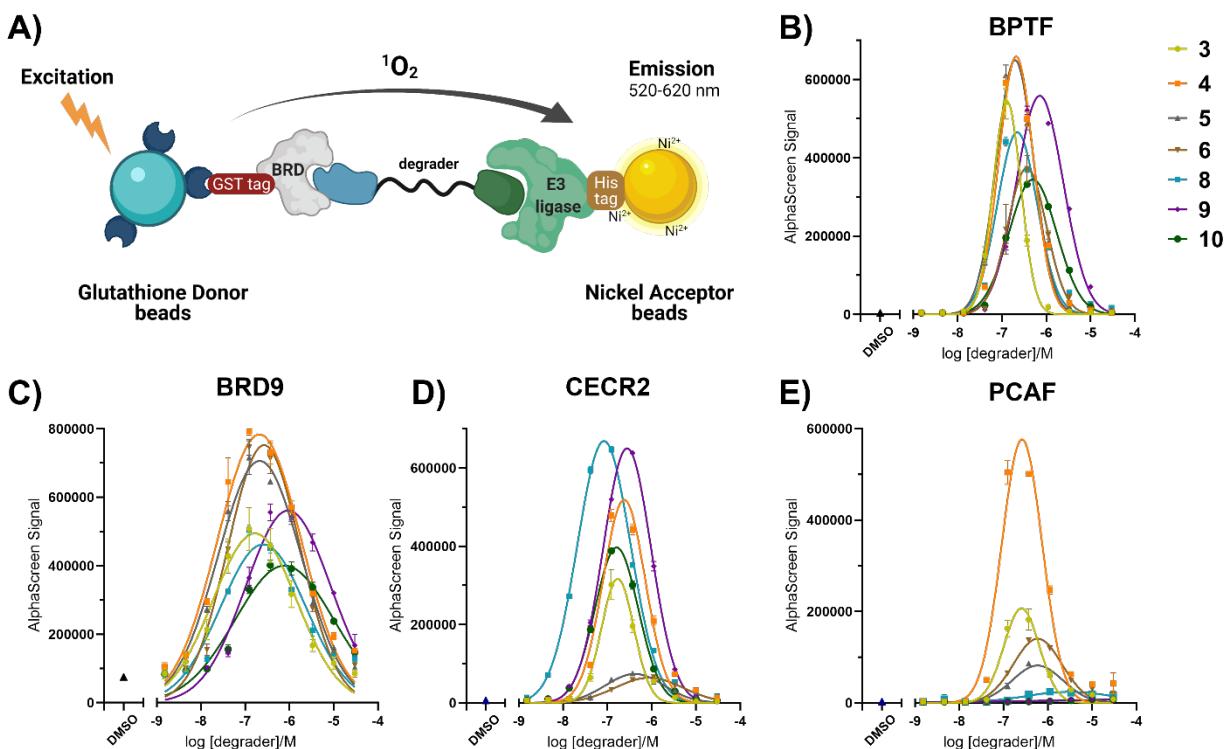 A)
Excitation
¹O₂
Emission
520-620 nm
GST tag
BRD
degrader
E3
ligase
His
tag
Ni²⁺
Ni²⁺
Ni²⁺
Ni²⁺
Glutathione Donor
beads
Nickel Acceptor
beads
B)
BPTF
AlphaScreen Signal
600000
400000
200000
0
DMSO
-9
-8
-7
-6
-5
-4
log [degrader]/M
3
4
5
6
8
9
10
C)
BRD9
AlphaScreen Signal
800000
600000
400000
200000
0
DMSO
-9
-8
-7
-6
-5
-4
log [degrader]/M
D)
CECR2
AlphaScreen Signal
600000
400000
200000
0
DMSO
-9
-8
-7
-6
-5
-4
log [degrader]/M
E)
PCAF
AlphaScreen Signal
600000
400000
200000
0
DMSO
-9
-8
-7
-6
-5
-4
log [degrader]/M